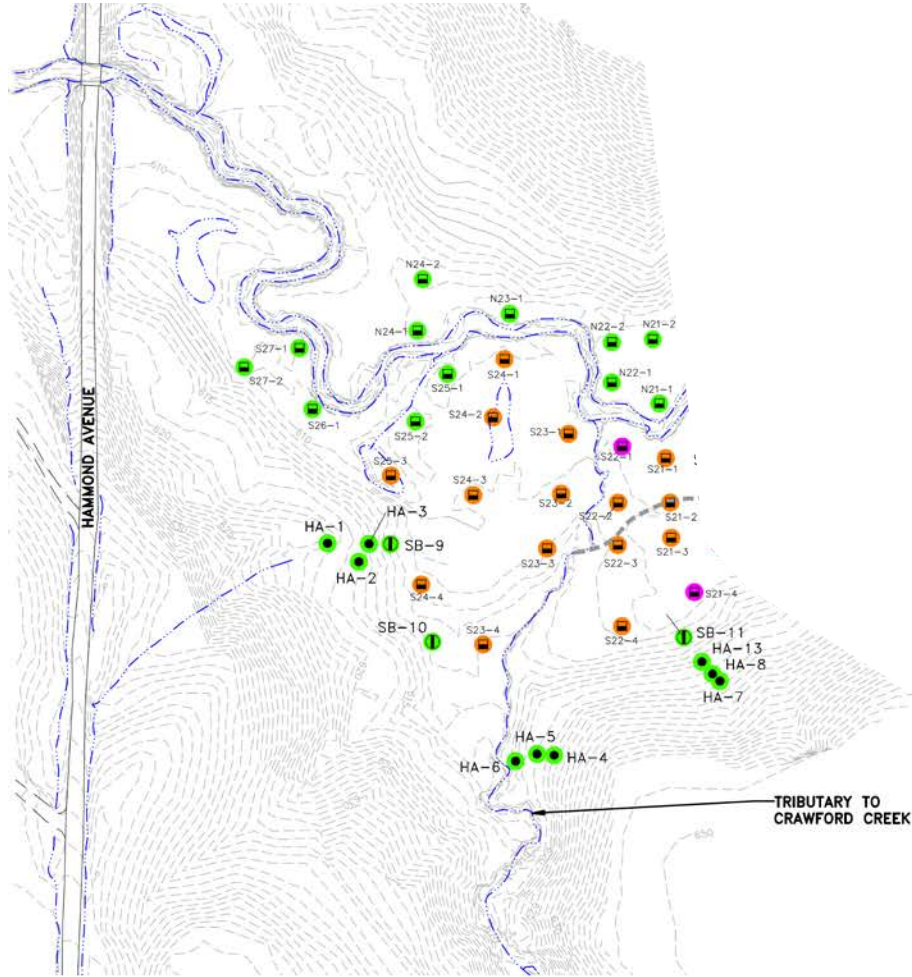 610
N24-2
N23-1
N24-1
N22-2
N21-2
S27-1
S24-1
S27-2
S25-1
N22-1
N21-1
S26-1
S24-2
S25-2
S23-1
S22-1
S21-1
HAMMOND AVENUE
S25-3
S24-3
S23-2
S22-2
S21-2
HA-1
HA-3
SB-9
HA-2
S23-3
S22-3
S21-3
S24-4
S21-4
SB-10
S23-4
S22-4
SB-11
HA-13
HA-8
HA-7
HA-5
HA-6
HA-4
TRIBUTARY TO
CRAWFORD CREEK
650